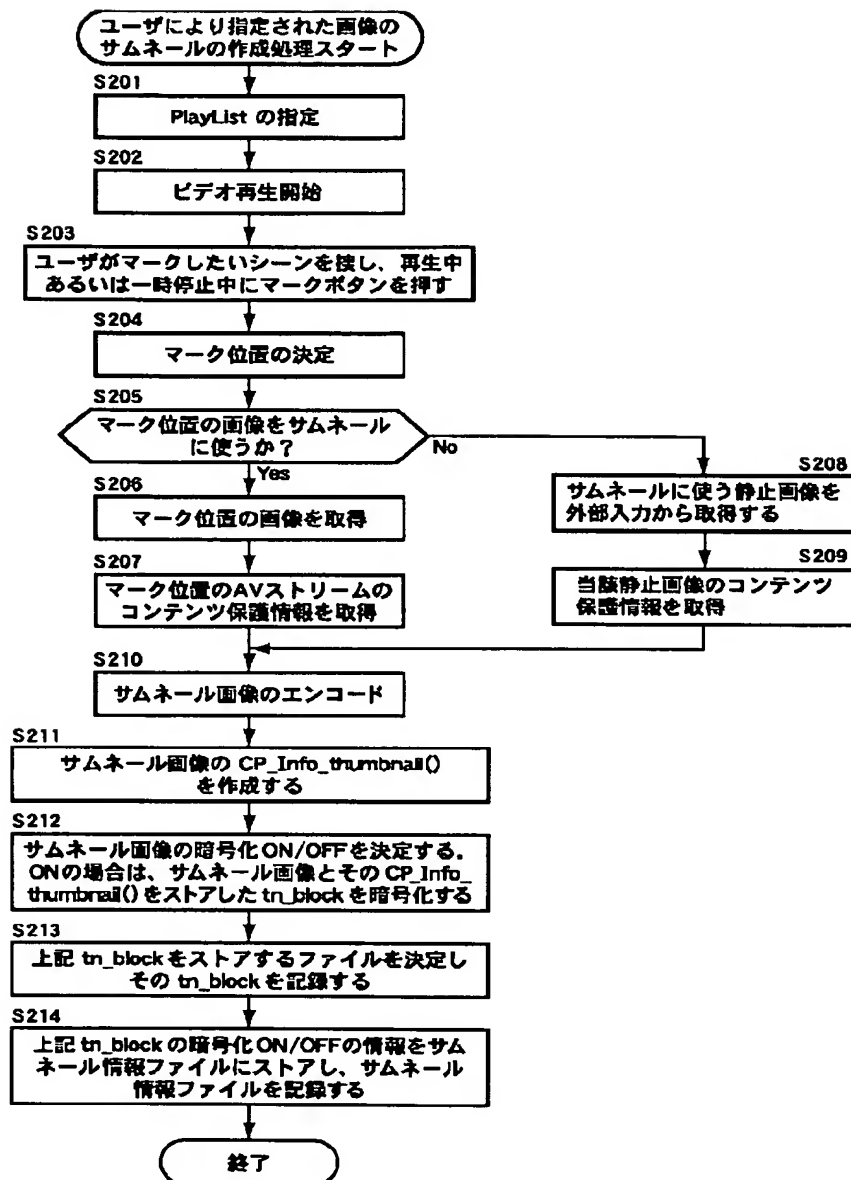 ユーザにより指定された画像の
サムネールの作成処理スタート
S201
PlayList の指定
S202
ビデオ再生開始
S203
ユーザがマークしたいシーンを捜し、再生中
あるいは一時停止中にマークボタンを押す
S204
マーク位置の決定
S205
マーク位置の画像をサムネール
に使うか？
No
Yes
S206
マーク位置の画像を取得
S207
マーク位置のAVストリームの
コンテンツ保護情報を取得
S208
サムネールに使う静止画像を
外部入力から取得する
S209
当該静止画像のコンテンツ
保護情報を取得
S210
サムネール画像のエンコード
S211
サムネール画像の CP_Info_thumbnail()
を作成する
S212
サムネール画像の暗号化ON/OFFを決定する。
ONの場合は、サムネール画像とその CP_Info_
thumbnail()をストアした tn_block を暗号化する
S213
上記 tn_block をストアするファイルを決定し
その tn_block を記録する
S214
上記 tn_block の暗号化ON/OFFの情報をサム
ネール情報ファイルにストアし、サムネール
情報ファイルを記録する
終了